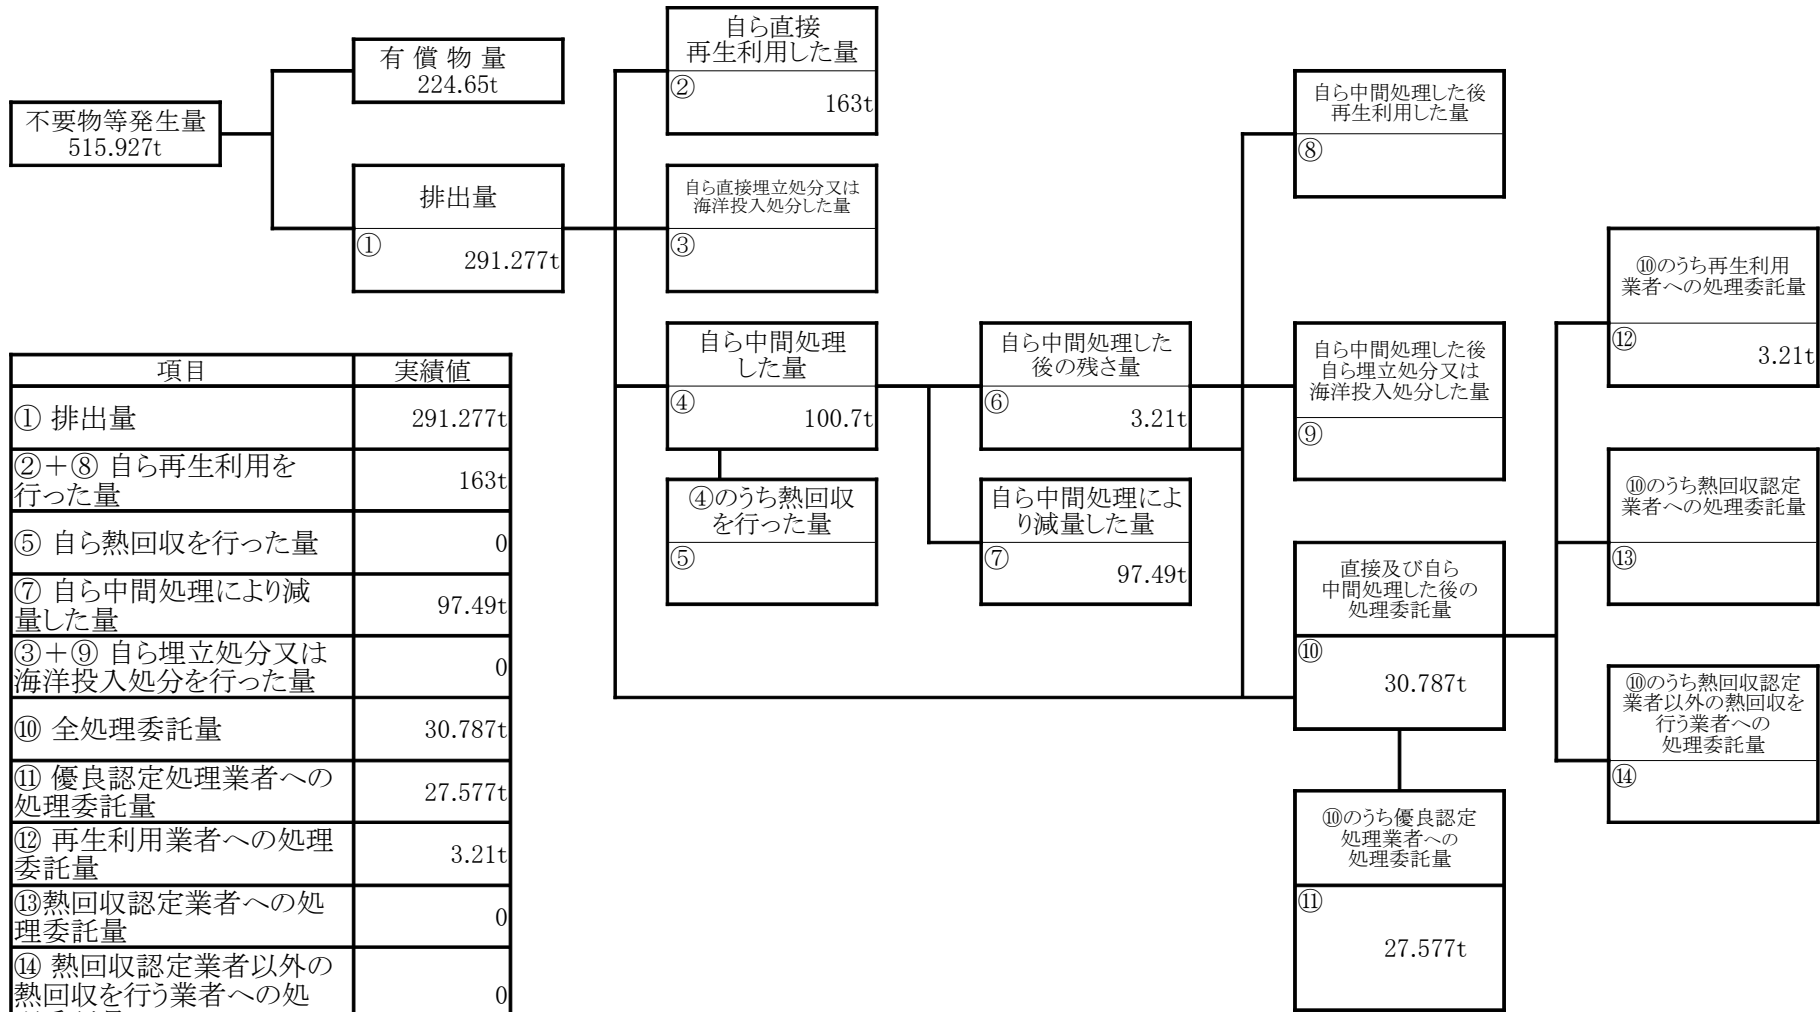 不要物等発生量
515.927t
有 償 物 量
224.65t
排出量
①
291.277t
自ら直接
再生利用した量
②
163t
自ら直接埋立処分又は
海洋投入処分した量
③
自ら中間処理
した量
④
100.7t
④のうち熱回収
を行った量
⑤
自ら中間処理した
後の残さ量
⑥
3.21t
自ら中間処理によ
り減量した量
⑦
97.49t
自ら中間処理した後
再生利用した量
⑧
自ら中間処理した後
自ら埋立処分又は
海洋投入処分した量
⑨
直接及び自ら
中間処理した後の
処理委託量
⑩
30.787t
⑩のうち優良認定
処理業者への
処理委託量
⑪
27.577t
⑩のうち再生利用
業者への処理委託量
⑫
3.21t
⑩のうち熱回収認定
業者への処理委託量
⑬
⑩のうち熱回収認定
業者以外の熱回収を
行う業者への
処理委託量
⑭
項目 実績値
① 排出量 291.277t
②＋⑧ 自ら再生利用を
行った量 163t
⑤ 自ら熱回収を行った量 0
⑦ 自ら中間処理により減
量した量 97.49t
③＋⑨ 自ら埋立処分又は
海洋投入処分を行った量 0
⑩ 全処理委託量 30.787t
⑪ 優良認定処理業者への
処理委託量 27.577t
⑫ 再生利用業者への処理
委託量 3.21t
⑬熱回収認定業者への処
理委託量 0
⑭ 熱回収認定業者以外の
熱回収を行う業者への処 0